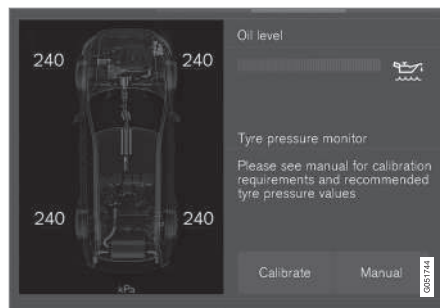 240 240
240 240
kPa
Oil level
Tyre pressure monitor
Please see manual for calibration
requirements and recommended
tyre pressure values
Calibrate Manual
G051744